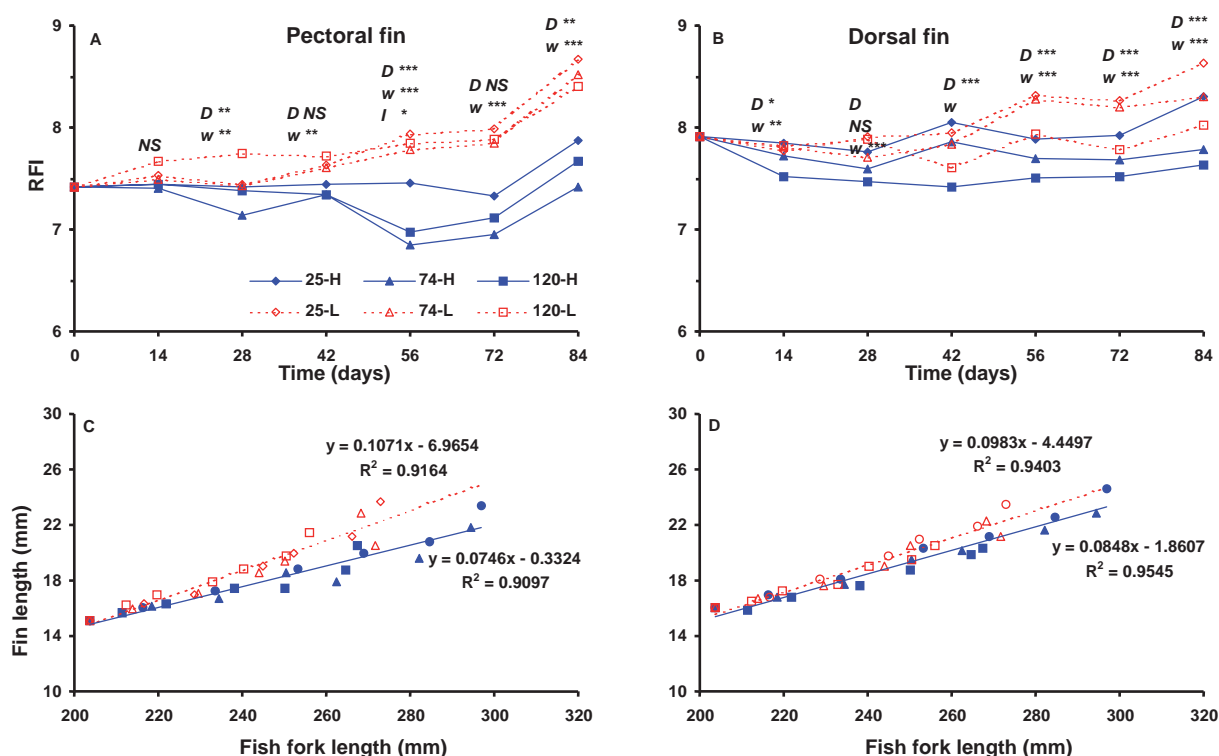 A
Pectoral fin
RFI
9
8
7
6
NS
D **
w **
D NS
w **
D ***
w ***
I *
D NS
w ***
D **
w ***
25-H 74-H 120-H
25-L 74-L 120-L
0 14 28 42 56 72 84
Time (days)
B
Dorsal fin
9
8
7
6
D *
w **
D
NS
w ***
D ***
w
D ***
w ***
D ***
w ***
D ***
w ***
0 14 28 42 56 72 84
Time (days)
C
Fin length (mm)
30
26
22
18
14
10
y = 0.1071x - 6.9654
R2 = 0.9164
y = 0.0746x - 0.3324
R2 = 0.9097
200 220 240 260 280 300 320
Fish fork length (mm)
D
30
26
22
18
14
10
y = 0.0983x - 4.4497
R2 = 0.9403
y = 0.0848x - 1.8607
R2 = 0.9545
200 220 240 260 280 300 320
Fish fork length (mm)